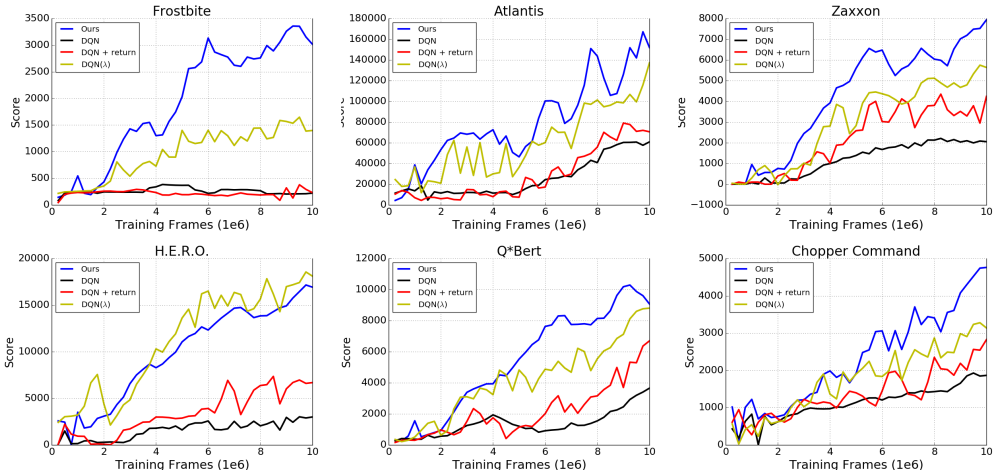 Frostbite
3500
3000
2500
2000
1500
1000
500
0
Score
Ours
DQN
DQN + return
DQN(λ)
0 2 4 6 8 10
Training Frames (1e6)
Atlantis
180000
160000
140000
120000
100000
80000
60000
40000
20000
0
Score
Ours
DQN
DQN + return
DQN(λ)
0 2 4 6 8 10
Training Frames (1e6)
Zaxxon
8000
7000
6000
5000
4000
3000
2000
1000
0
−1000
Score
Ours
DQN
DQN + return
DQN(λ)
0 2 4 6 8 10
Training Frames (1e6)
H.E.R.O.
20000
15000
10000
5000
0
Score
Ours
DQN
DQN + return
DQN(λ)
0 2 4 6 8 10
Training Frames (1e6)
Q*Bert
12000
10000
8000
6000
4000
2000
0
Score
Ours
DQN
DQN + return
DQN(λ)
0 2 4 6 8 10
Training Frames (1e6)
Chopper Command
5000
4000
3000
2000
1000
0
Score
Ours
DQN
DQN + return
DQN(λ)
0 2 4 6 8 10
Training Frames (1e6)